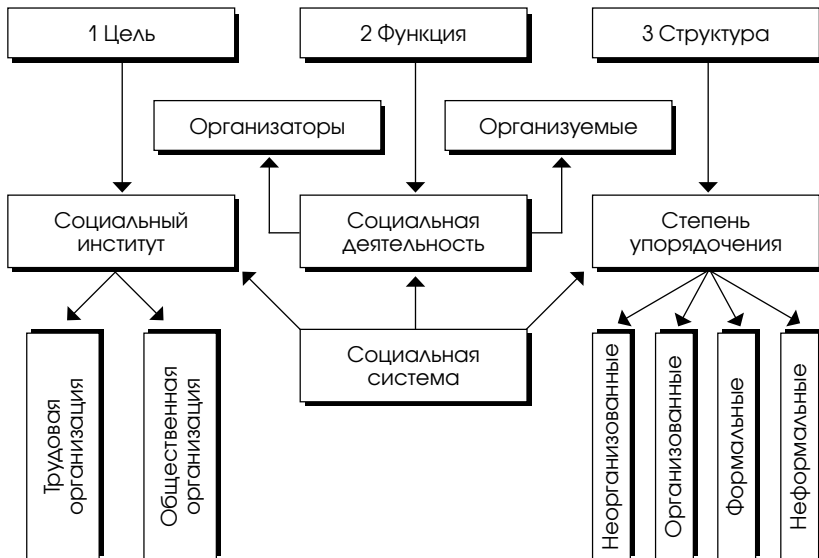 1 Цель
2 Функция
3 Структура
Организаторы
Организуемые
Социальный
институт
Социальная
деятельность
Степень
упорядочения
Социальная
система
Трудовая
организация
Общественная
организация
Неорганизованные
Организованные
Формальные
Неформальные